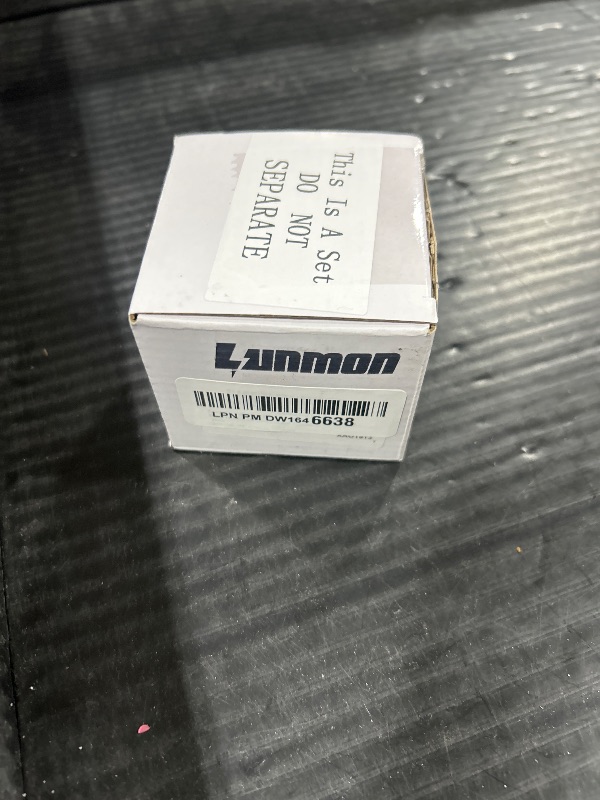 This Is A Set
DO NOT
SEPARATE
Lunmon
LPN PM DW1646638